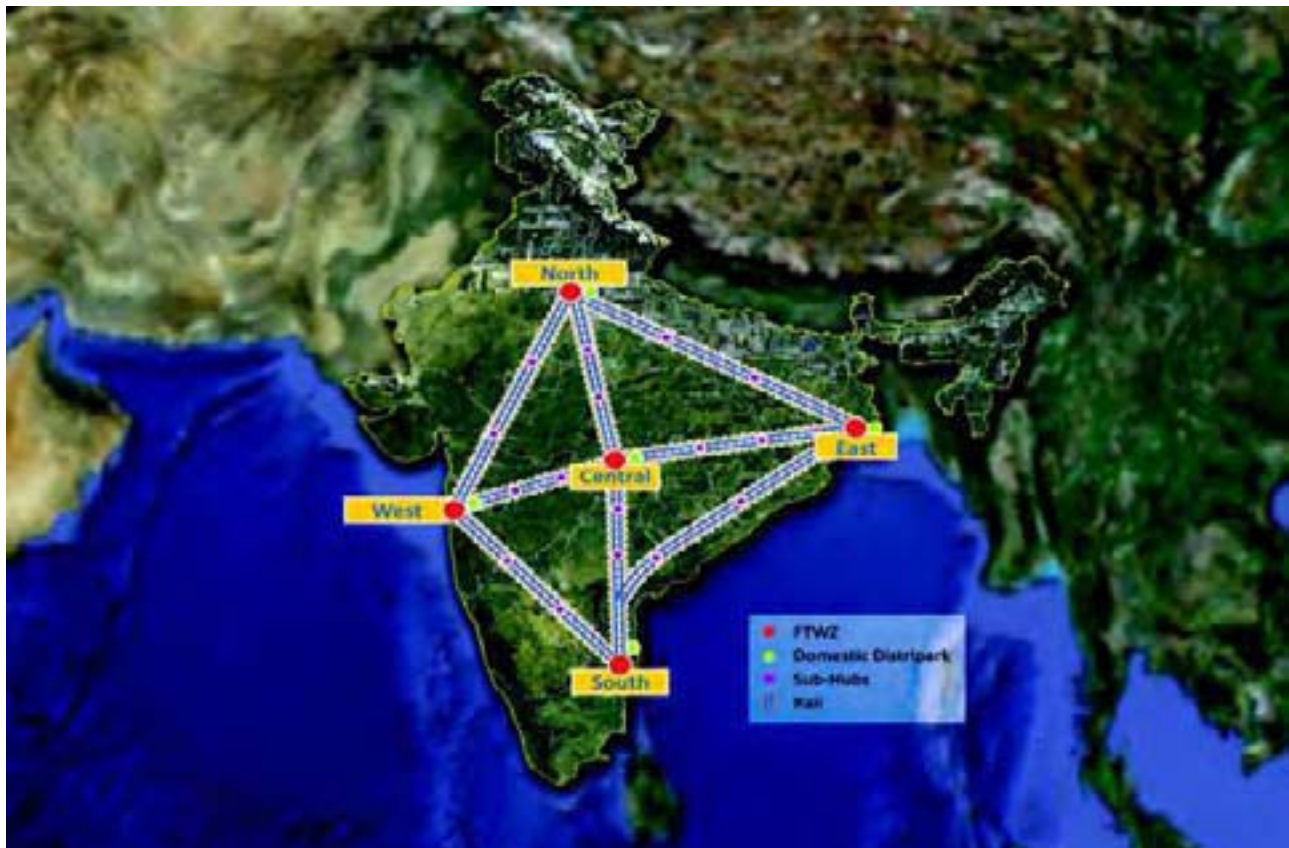 North
East
Central
West
South
FTWZ
Domestic Distripark
Sub-Hubs
Rail